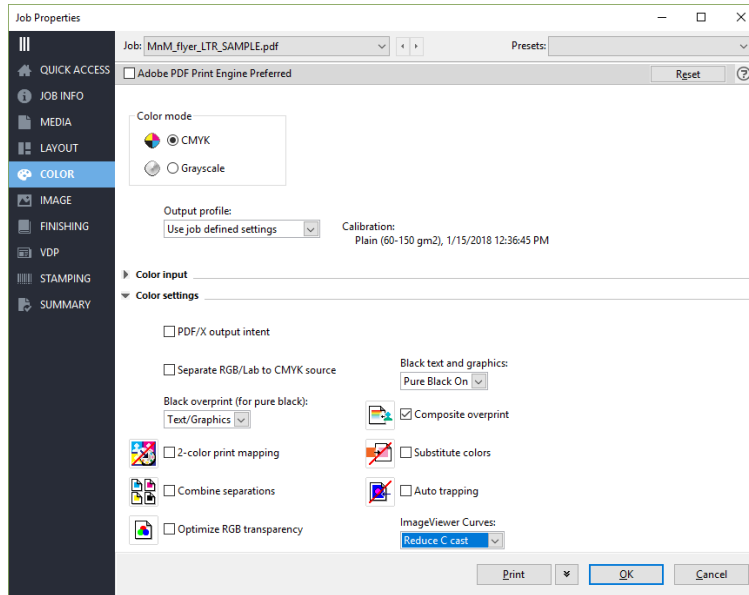 Job Properties
Job: MnM_flyer_LTR_SAMPLE.pdf Presets:
QUICK ACCESS
JOB INFO
MEDIA
LAYOUT
COLOR
IMAGE
FINISHING
VDP
STAMPING
SUMMARY
Adobe PDF Print Engine Preferred Reset ?
Color mode
CMYK
Grayscale
Output profile:
Use job defined settings
Calibration:
Plain (60-150 gm2), 1/15/2018 12:36:45 PM
Color input
Color settings
PDF/X output intent
Separate RGB/Lab to CMYK source
Black text and graphics:
Pure Black On
Black overprint (for pure black):
Text/Graphics
Composite overprint
2-color print mapping
Substitute colors
Combine separations
Auto trapping
Optimize RGB transparency
ImageViewer Curves:
Reduce C cast
Print OK Cancel